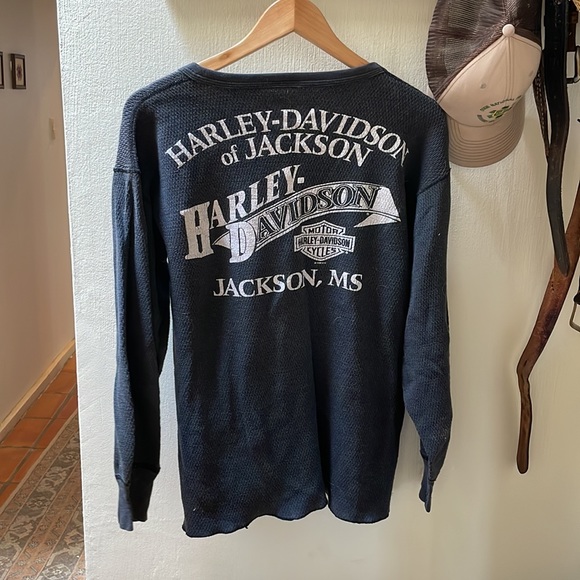 HARLEY-DAVIDSON
of JACKSON
HARLEY-
DAVIDSON
MOTOR
HARLEY-DAVIDSON
CYCLES
JACKSON, MS